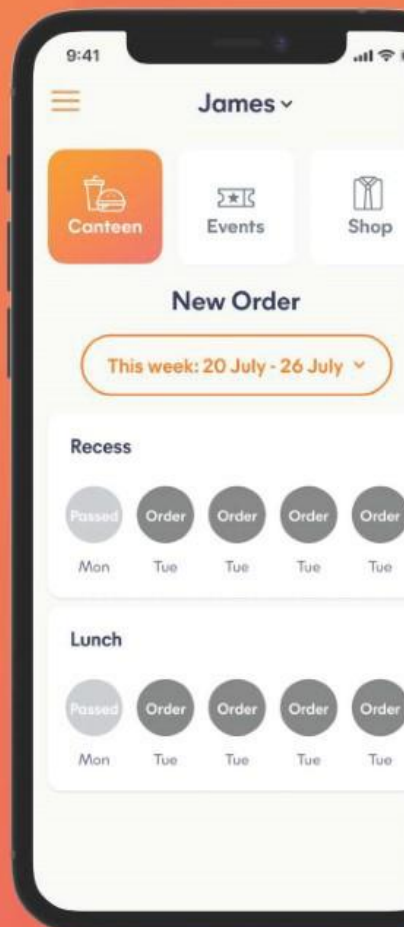 9:41
James
Canteen
Events
Shop
New Order
This week: 20 July - 26 July
Recess
Passed Order Order Order Order
Mon Tue Tue Tue Tue
Lunch
Passed Order Order Order Order
Mon Tue Tue Tue Tue